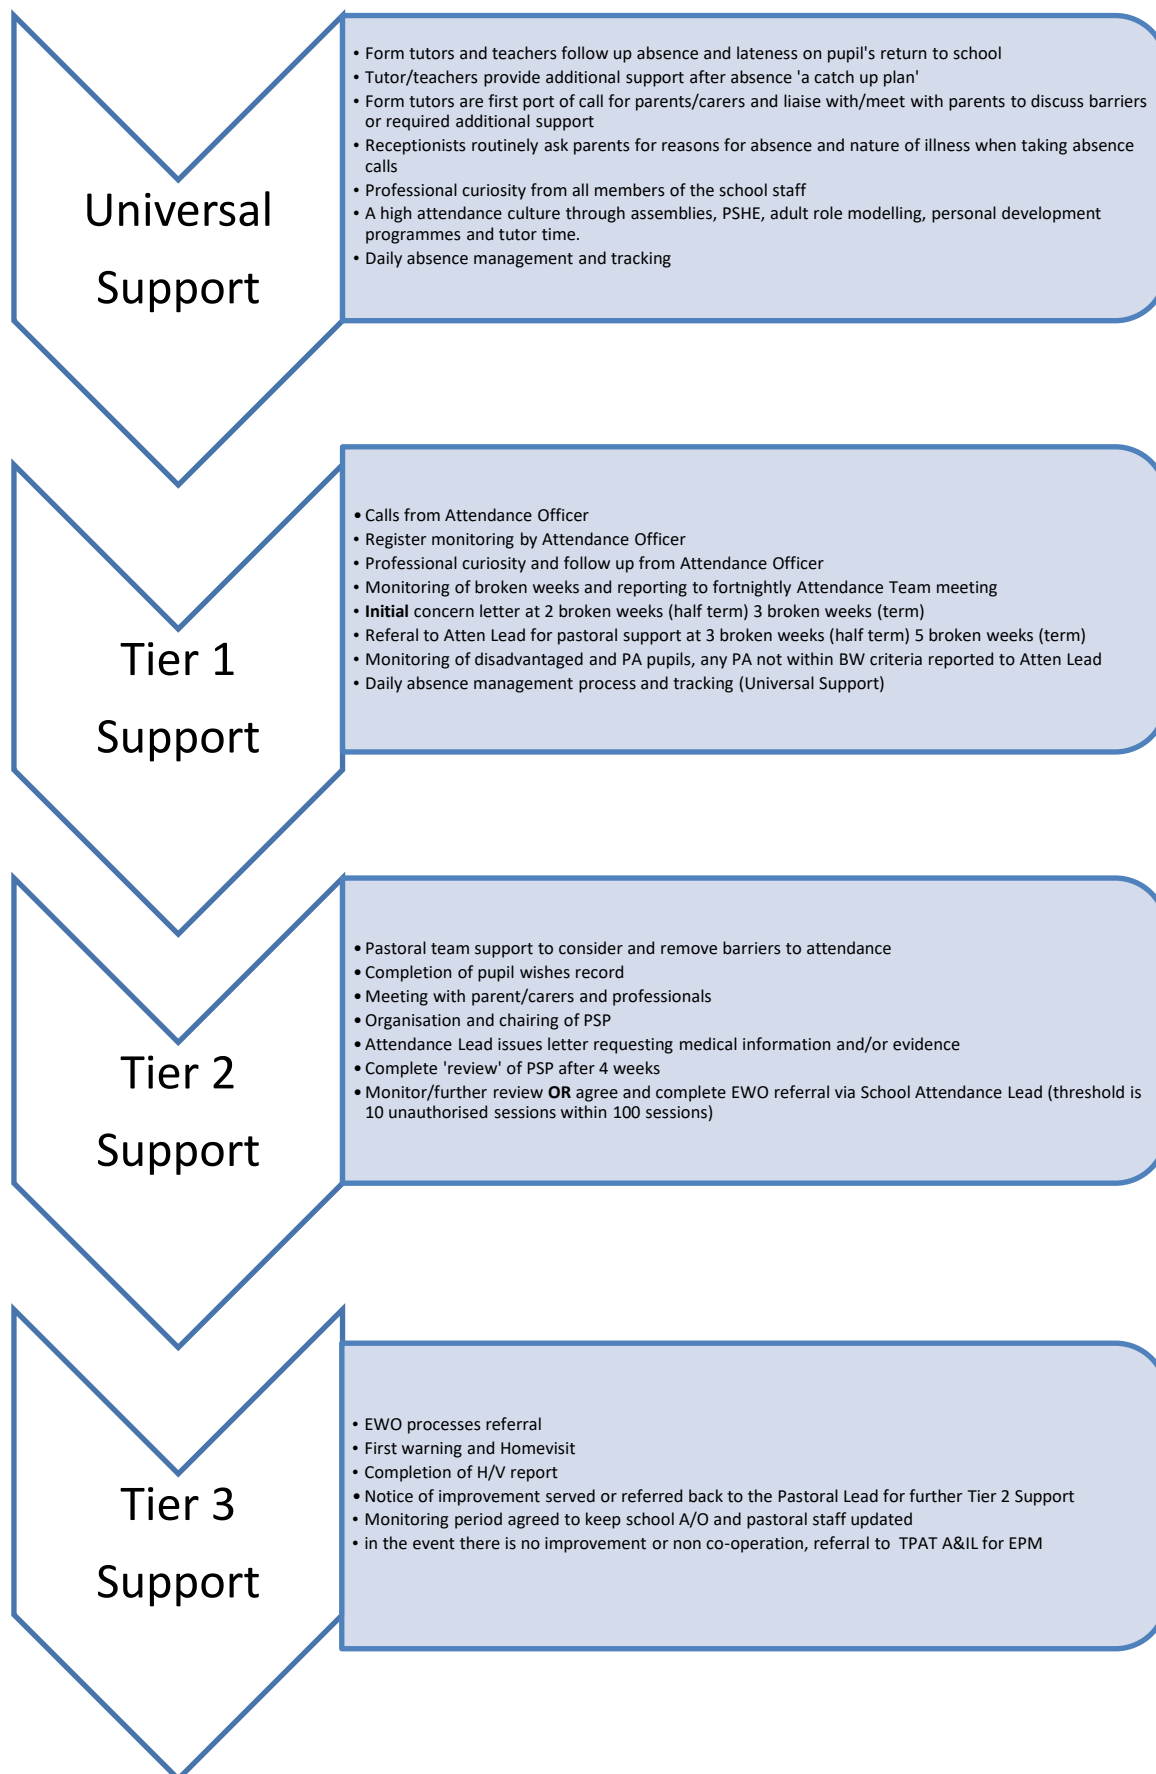 Universal
Support
• Form tutors and teachers follow up absence and lateness on pupil's return to school
• Tutor/teachers provide additional support after absence 'a catch up plan'
• Form tutors are first port of call for parents/carers and liaise with/meet with parents to discuss barriers
or required additional support
• Receptionists routinely ask parents for reasons for absence and nature of illness when taking absence
calls
• Professional curiosity from all members of the school staff
• A high attendance culture through assemblies, PSHE, adult role modelling, personal development
programmes and tutor time.
• Daily absence management and tracking
Tier 1
Support
• Calls from Attendance Officer
• Register monitoring by Attendance Officer
• Professional curiosity and follow up from Attendance Officer
• Monitoring of broken weeks and reporting to fortnightly Attendance Team meeting
• Initial concern letter at 2 broken weeks (half term) 3 broken weeks (term)
• Referal to Atten Lead for pastoral support at 3 broken weeks (half term) 5 broken weeks (term)
• Monitoring of disadvantaged and PA pupils, any PA not within BW criteria reported to Atten Lead
• Daily absence management process and tracking (Universal Support)
Tier 2
Support
• Pastoral team support to consider and remove barriers to attendance
• Completion of pupil wishes record
• Meeting with parent/carers and professionals
• Organisation and chairing of PSP
• Attendance Lead issues letter requesting medical information and/or evidence
• Complete 'review' of PSP after 4 weeks
• Monitor/further review OR agree and complete EWO referral via School Attendance Lead (threshold is
10 unauthorised sessions within 100 sessions)
Tier 3
Support
• EWO processes referral
• First warning and Homevisit
• Completion of H/V report
• Notice of improvement served or referred back to the Pastoral Lead for further Tier 2 Support
• Monitoring period agreed to keep school A/O and pastoral staff updated
• in the event there is no improvement or non co-operation, referral to TPAT A&IL for EPM